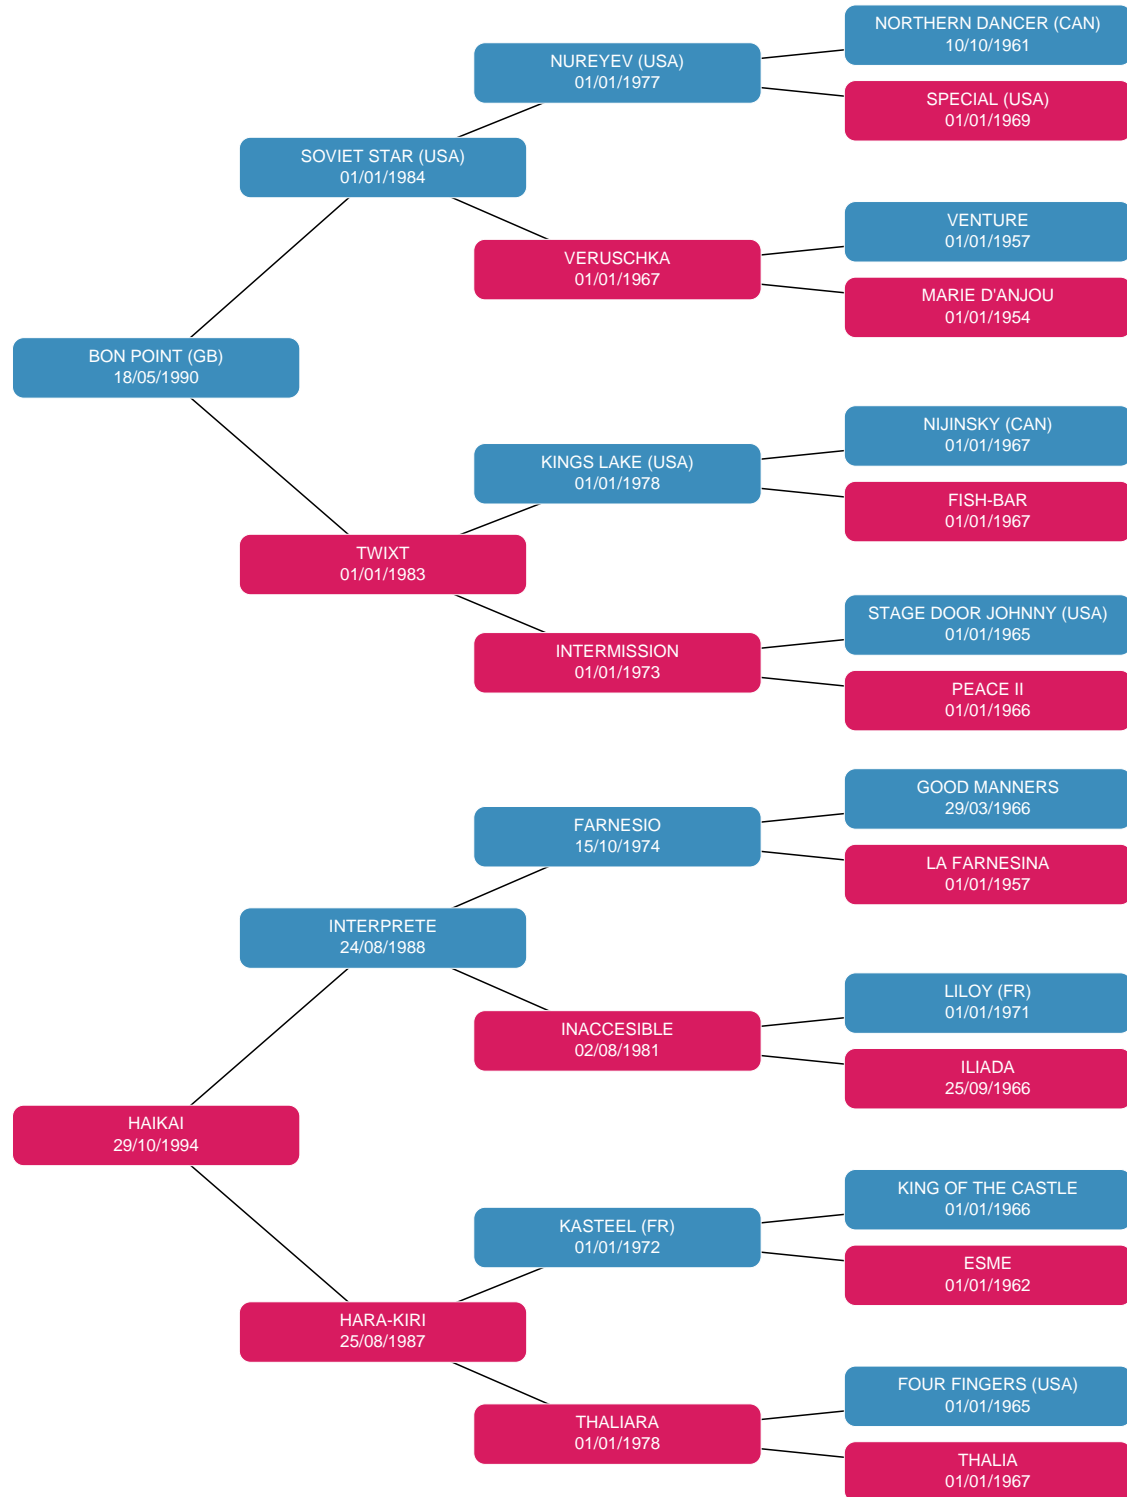 NORTHERN DANCER (CAN)
10/10/1961
NUREYEV (USA)
01/01/1977
SPECIAL (USA)
01/01/1969
SOVIET STAR (USA)
01/01/1984
VENTURE
01/01/1957
VERUSCHKA
01/01/1967
MARIE D'ANJOU
01/01/1954
BON POINT (GB)
18/05/1990
NIJINSKY (CAN)
01/01/1967
KINGS LAKE (USA)
01/01/1978
FISH-BAR
01/01/1967
TWIXT
01/01/1983
STAGE DOOR JOHNNY (USA)
01/01/1965
INTERMISSION
01/01/1973
PEACE II
01/01/1966
GOOD MANNERS
29/03/1966
FARNESIO
15/10/1974
LA FARNESINA
01/01/1957
INTERPRETE
24/08/1988
LILOY (FR)
01/01/1971
INACCESIBLE
02/08/1981
ILIADA
25/09/1966
HAIKAI
29/10/1994
KING OF THE CASTLE
01/01/1966
KASTEEL (FR)
01/01/1972
ESME
01/01/1962
HARA-KIRI
25/08/1987
FOUR FINGERS (USA)
01/01/1965
THALIARA
01/01/1978
THALIA
01/01/1967